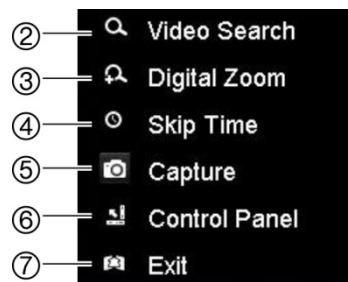 ② Video Search
③ Digital Zoom
④ Skip Time
⑤ Capture
⑥ Control Panel
⑦ Exit